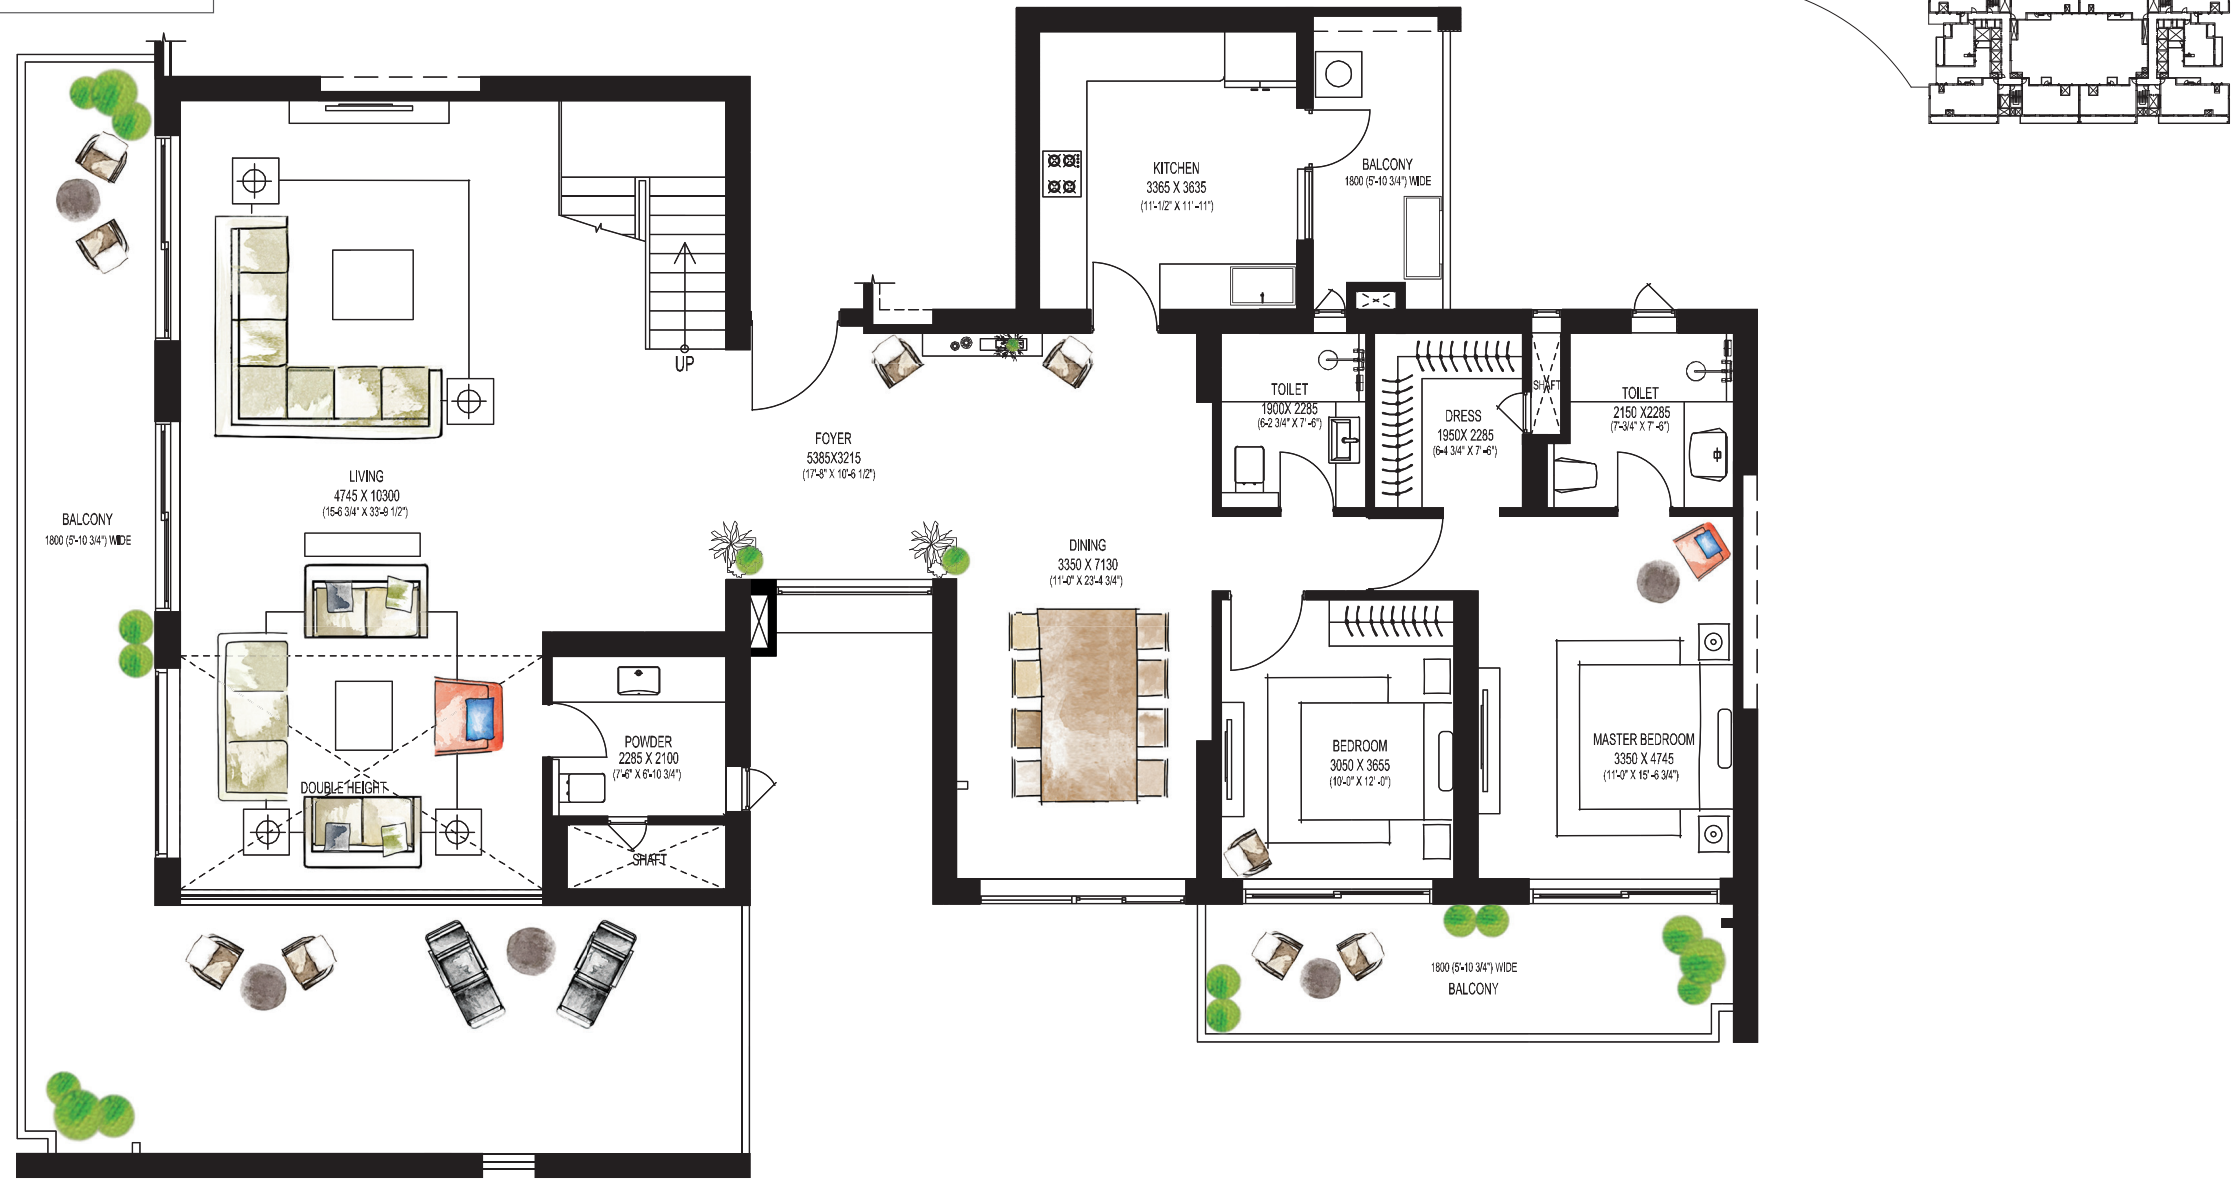 KITCHEN
3365 X 3635
(11'-1/2" X 11'-11")
BALCONY
1800 (5'-10 3/4") WIDE
UP
TOILET
1900X 2285
(6-2 3/4" X 7'-6")
DRESS
1950X 2285
(6-4 3/4" X 7'-6")
SHAFT
TOILET
2150 X2285
(7'-3/4" X 7'-6")
FOYER
5385X3215
(17'-8" X 10'-6 1/2")
LIVING
4745 X 10300
(15-6 3/4" X 33'-9 1/2")
BALCONY
1800 (5'-10 3/4") WIDE
DINING
3350 X 7130
(11'-0" X 23'-4 3/4")
POWDER
2285 X 2100
(7'-6" X 6'-10 3/4")
DOUBLE HEIGHT
SHAFT
BEDROOM
3050 X 3655
(10'-0" X 12'-0")
MASTER BEDROOM
3350 X 4745
(11'-0" X 15'-6 3/4")
1800 (5'-10 3/4") WIDE
BALCONY